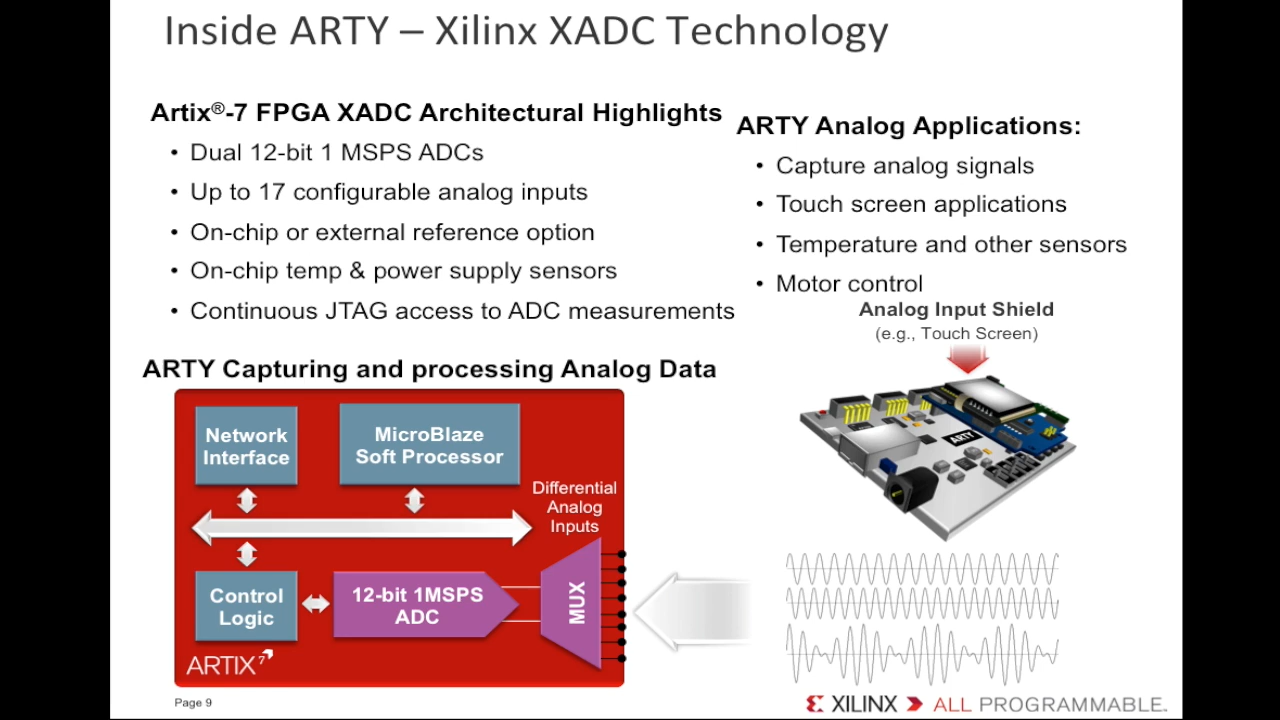 Inside ARTY – Xilinx XADC Technology
Artix®-7 FPGA XADC Architectural Highlights
• Dual 12-bit 1 MSPS ADCs
• Up to 17 configurable analog inputs
• On-chip or external reference option
• On-chip temp & power supply sensors
• Continuous JTAG access to ADC measurements
ARTY Analog Applications:
• Capture analog signals
• Touch screen applications
• Temperature and other sensors
• Motor control
Analog Input Shield
(e.g., Touch Screen)
ARTY
ARTY Capturing and processing Analog Data
Network
Interface
MicroBlaze
Soft Processor
Differential
Analog
Inputs
Control
Logic
12-bit 1MSPS
ADC
MUX
ARTIX7
Page 9
XILINX ALL PROGRAMMABLE™